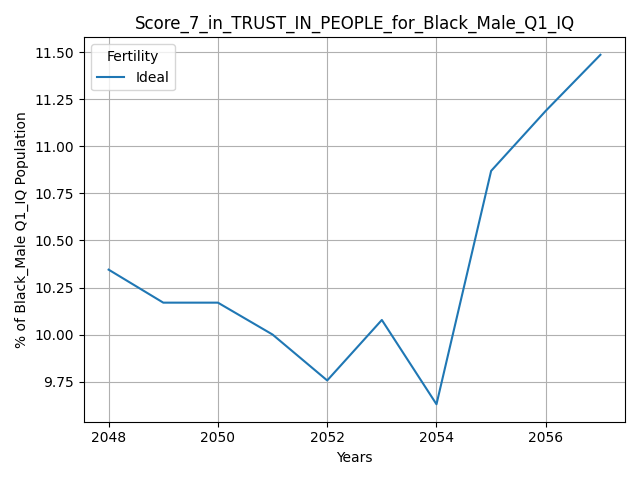 Score_7_in_TRUST_IN_PEOPLE_for_Black_Male_Q1_IQ
Fertility
Ideal
% of Black_Male Q1_IQ Population
11.50
11.25
11.00
10.75
10.50
10.25
10.00
9.75
2048 2050 2052 2054 2056
Years